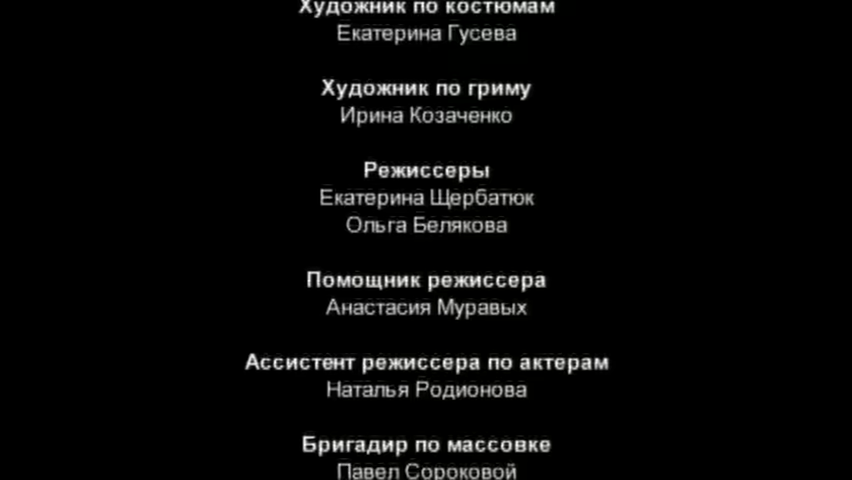 Художник по костюмам
Екатерина Гусева
Художник по гриму
Ирина Козаченко
Режиссеры
Екатерина Щербатюк
Ольга Белякова
Помощник режиссера
Анастасия Муравых
Ассистент режиссера по актерам
Наталья Родионова
Бригадир по массовке
Павел Сороковой